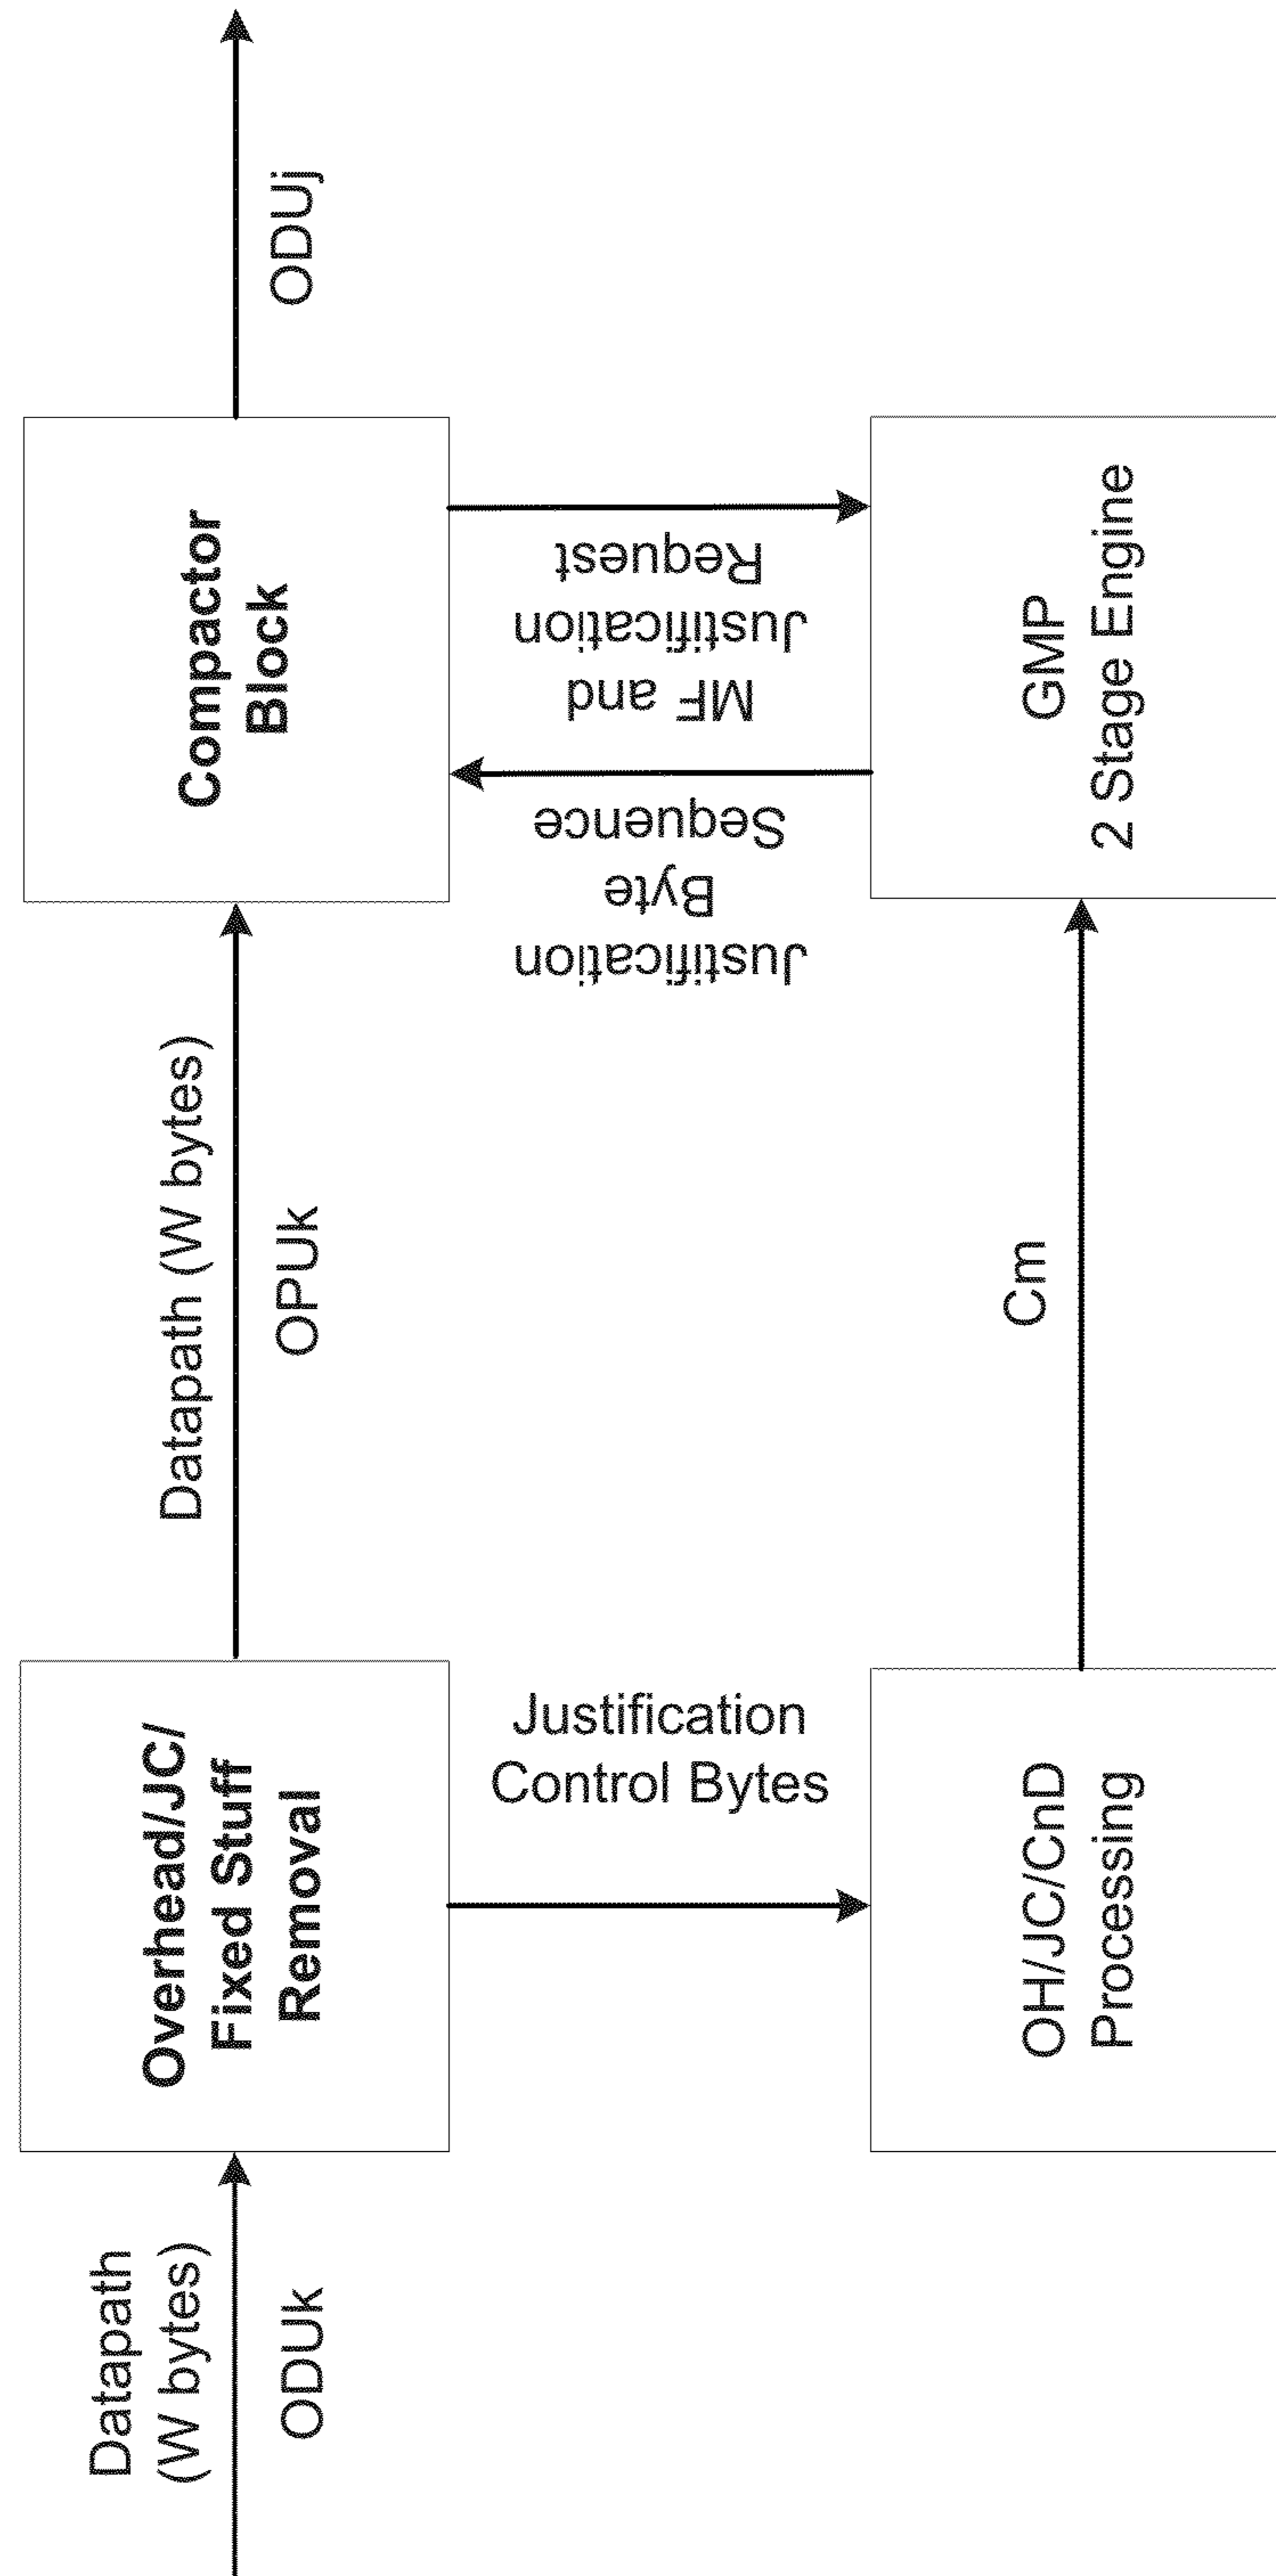 Datapath
(W bytes)
ODUk
Overhead/JC/
Fixed Stuff
Removal
Datapath (W bytes)
OPUk
Compactor
Block
ODUj
Justification
Control Bytes
Justification
Byte
Sequence
MF and
Justification
Request
OH/JC/CnD
Processing
Cm
GMP
2 Stage Engine